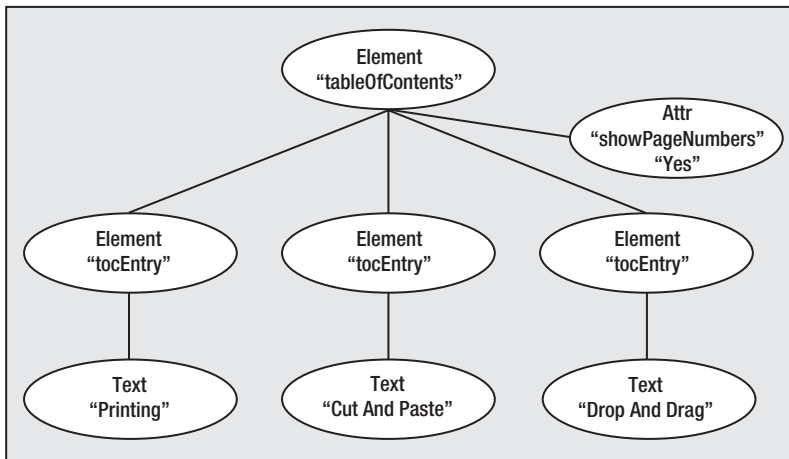 Element
“tableOfContents”
Attr
“showPageNumbers”
“Yes”
Element
“tocEntry”
Element
“tocEntry”
Element
“tocEntry”
Text
“Printing”
Text
“Cut And Paste”
Text
“Drop And Drag”